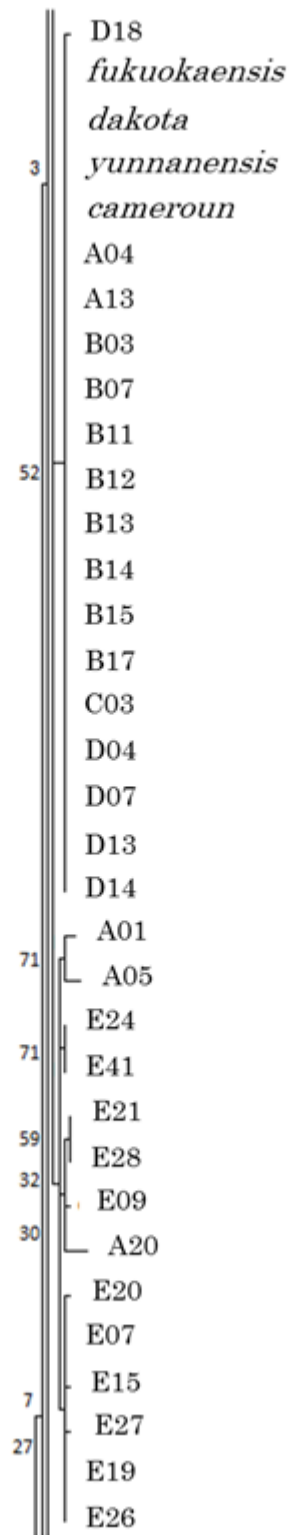 D18
fukuokaensis
dakota
yunnanensis
3
cameroun
A04
A13
B03
B07
B11
52
B12
B13
B14
B15
B17
C03
D04
D07
D13
D14
A01
71
A05
E24
71
E41
E21
59
E28
32
E09
30
A20
E20
E07
E15
7
E27
27
E19
E26